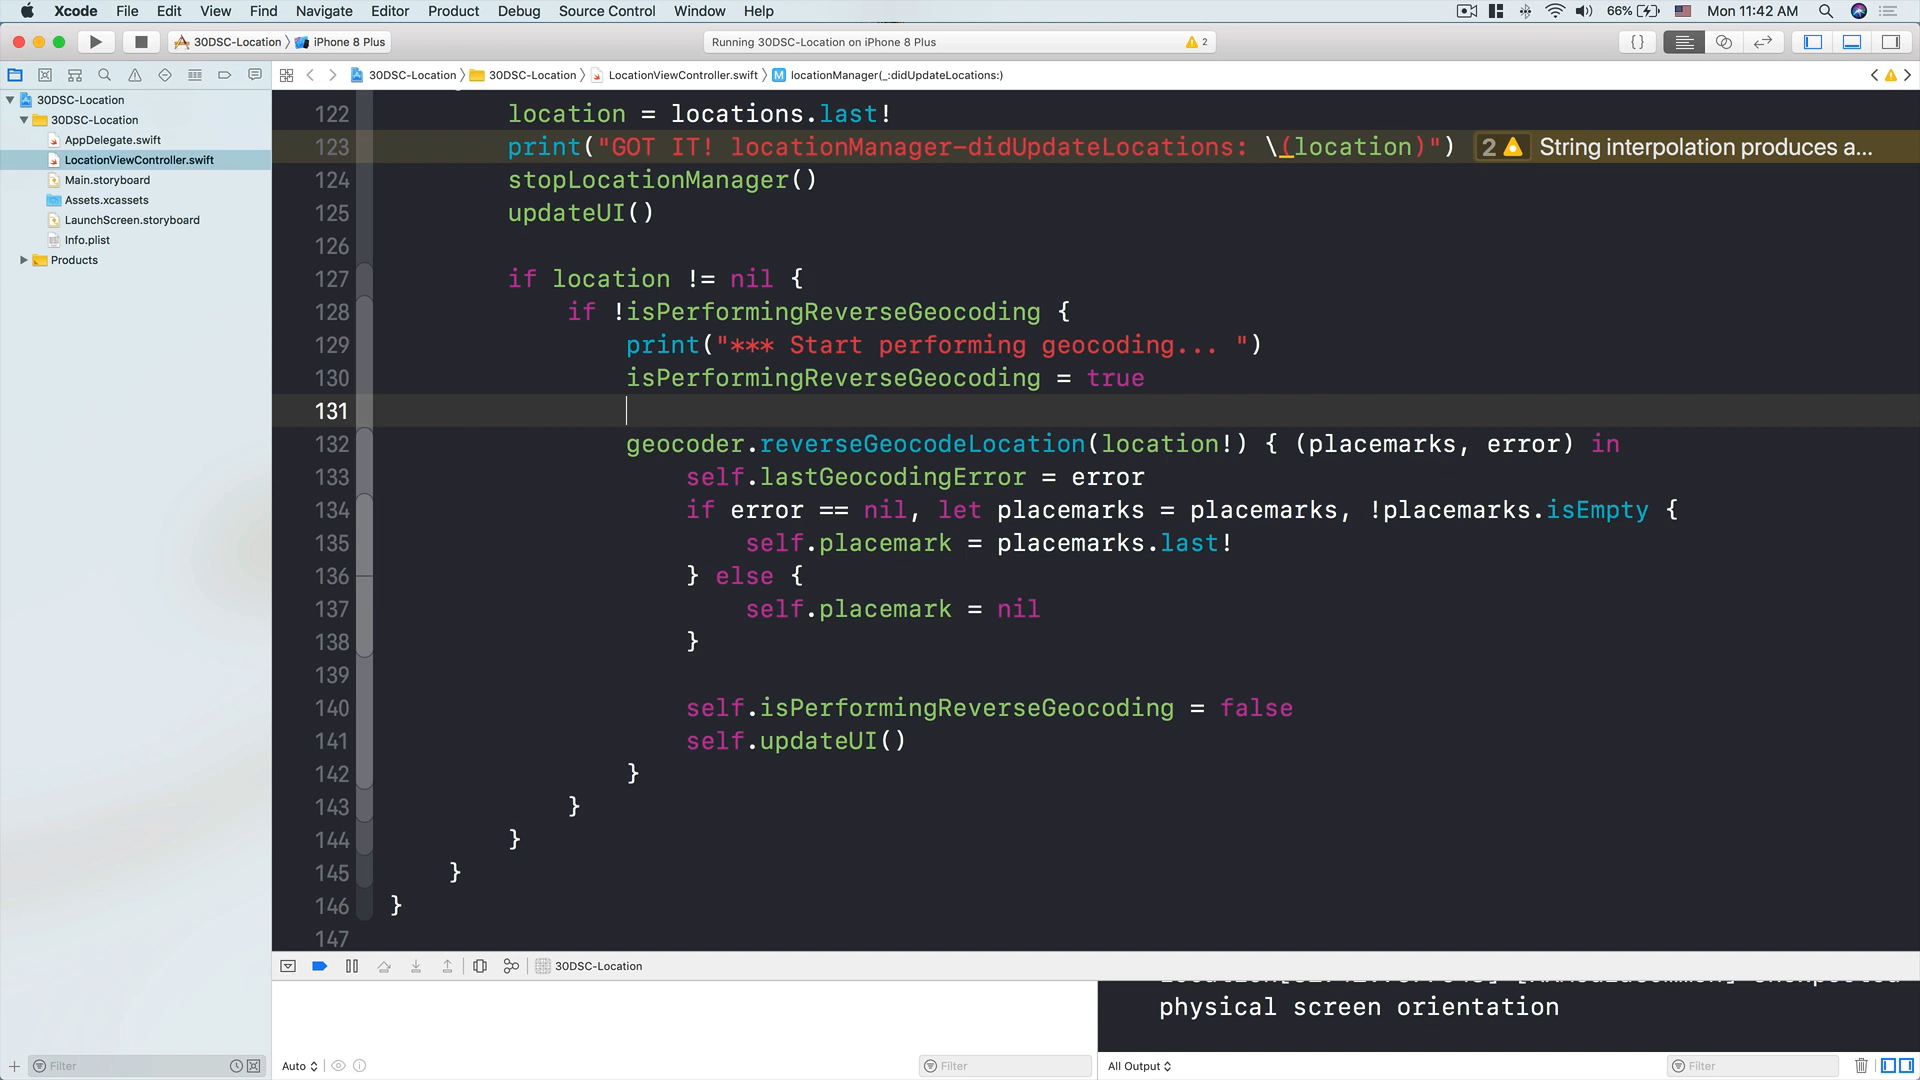 Xcode File Edit View Find Navigate Editor Product Debug Source Control Window Help 66% Mon 11:42 AM
30DSC-Location iPhone 8 Plus Running 30DSC-Location on iPhone 8 Plus 2 {}
30DSC-Location 30DSC-Location LocationViewController.swift M locationManager(_:didUpdateLocations:)
30DSC-Location
30DSC-Location
AppDelegate.swift
LocationViewController.swift
Main.storyboard
Assets.xcassets
LaunchScreen.storyboard
Info.plist
Products
Filter
122 location = locations.last!
123 print("GOT IT! locationManager-didUpdateLocations: \(location)") 2 String interpolation produces a...
124 stopLocationManager()
125 updateUI()
126
127 if location != nil {
128 if !isPerformingReverseGeocoding {
129 print("*** Start performing geocoding... ")
130 isPerformingReverseGeocoding = true
131
132 geocoder.reverseGeocodeLocation(location!) { (placemarks, error) in
133 self.lastGeocodingError = error
134 if error == nil, let placemarks = placemarks, !placemarks.isEmpty {
135 self.placemark = placemarks.last!
136 } else {
137 self.placemark = nil
138 }
139
140 self.isPerformingReverseGeocoding = false
141 self.updateUI()
142 }
143 }
144 }
145 }
146 }
147
30DSC-Location
physical screen orientation
Auto Filter All Output Filter